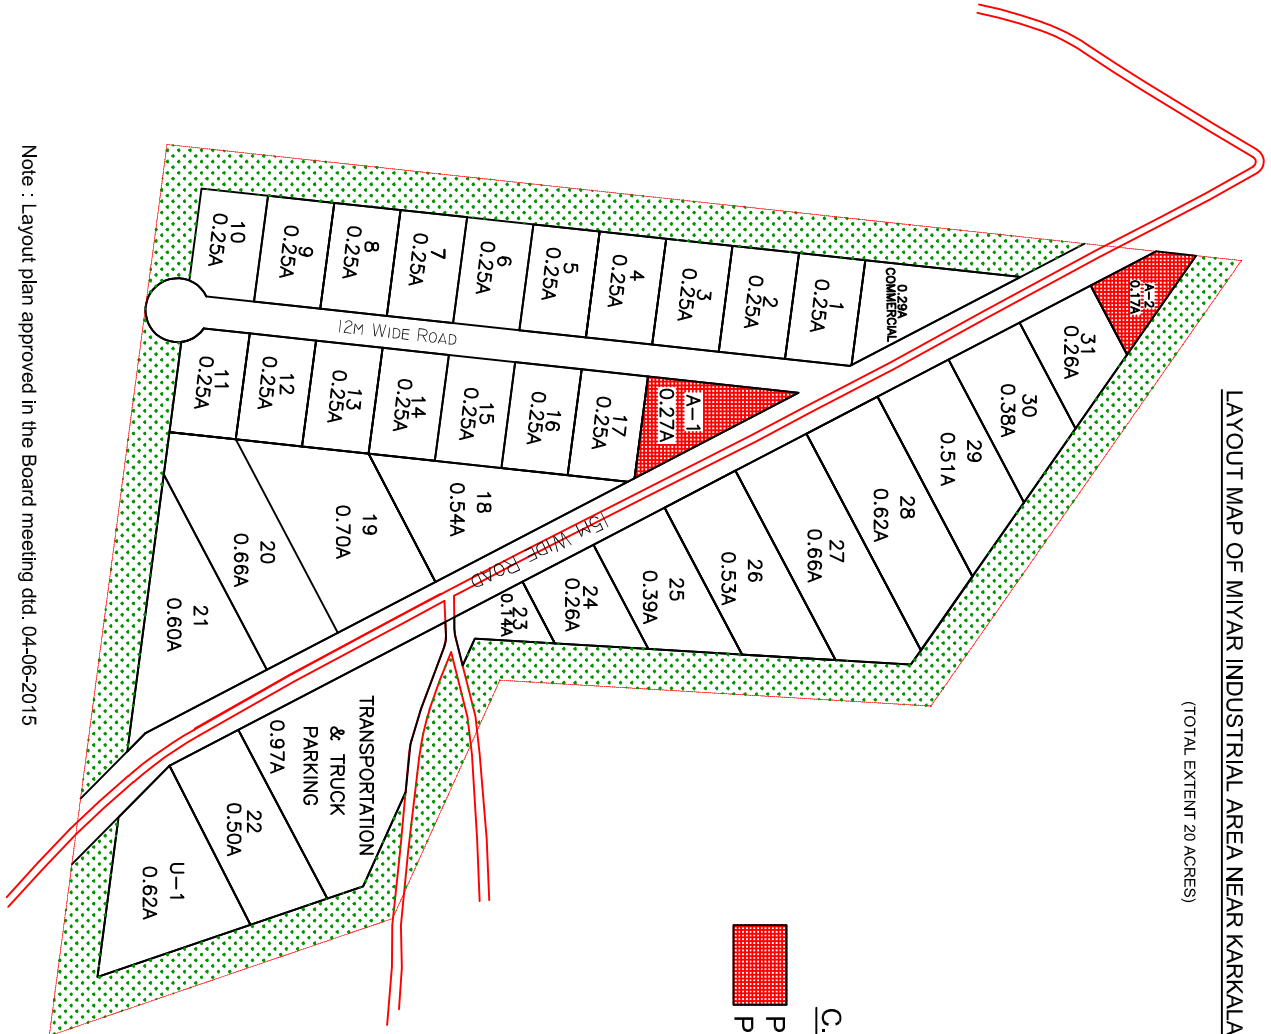 LAYOUT MAP OF MIYAR INDUSTRIAL AREA NEAR KARKALA
(TOTAL EXTENT 20 ACRES)
A-2
0.17A
31
0.26A
30
0.38A
29
0.51A
28
0.62A
27
0.66A
26
0.53A
25
0.39A
24
0.26A
23
0.14A
0.29A
COMMERCIAL
1
0.25A
2
0.25A
3
0.25A
4
0.25A
5
0.25A
6
0.25A
7
0.25A
8
0.25A
9
0.25A
10
0.25A
12M WIDE ROAD
A-1
0.27A
17
0.25A
16
0.25A
15
0.25A
14
0.25A
13
0.25A
12
0.25A
11
0.25A
15M WIDE ROAD
18
0.54A
19
0.70A
20
0.66A
21
0.60A
TRANSPORTATION
& TRUCK
PARKING
0.97A
22
0.50A
U-1
0.62A
C.
P
P
Note : Layout plan approved in the Board meeting dtd. 04-06-2015